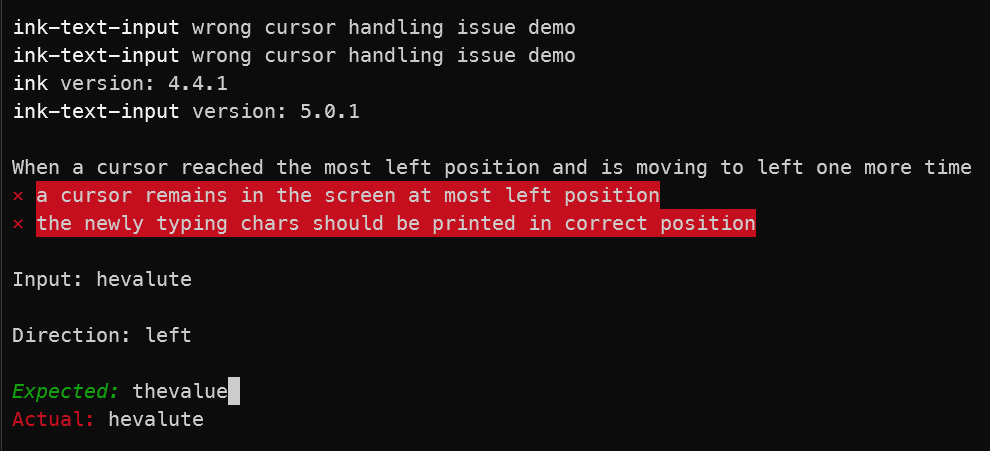 ink-text-input wrong cursor handling issue demo
ink-text-input wrong cursor handling issue demo
ink version: 4.4.1
ink-text-input version: 5.0.1
When a cursor reached the most left position and is moving to left one more time
× a cursor remains in the screen at most left position
× the newly typing chars should be printed in correct position
Input: hevalute
Direction: left
Expected: thevalue
Actual: hevalute